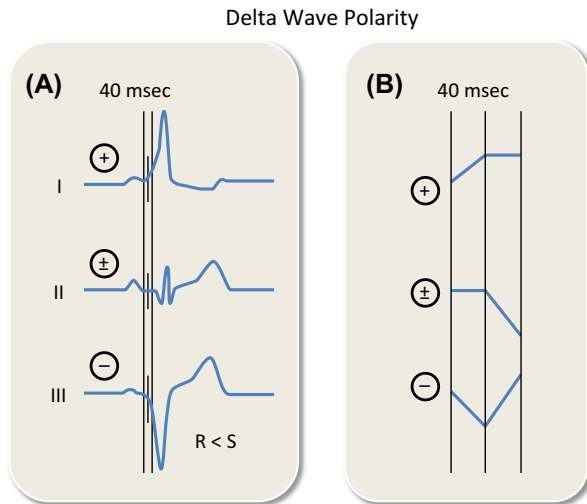 Delta Wave Polarity
(A)
40 msec
+
I
±
II
−
III
R < S
(B)
40 msec
+
±
−